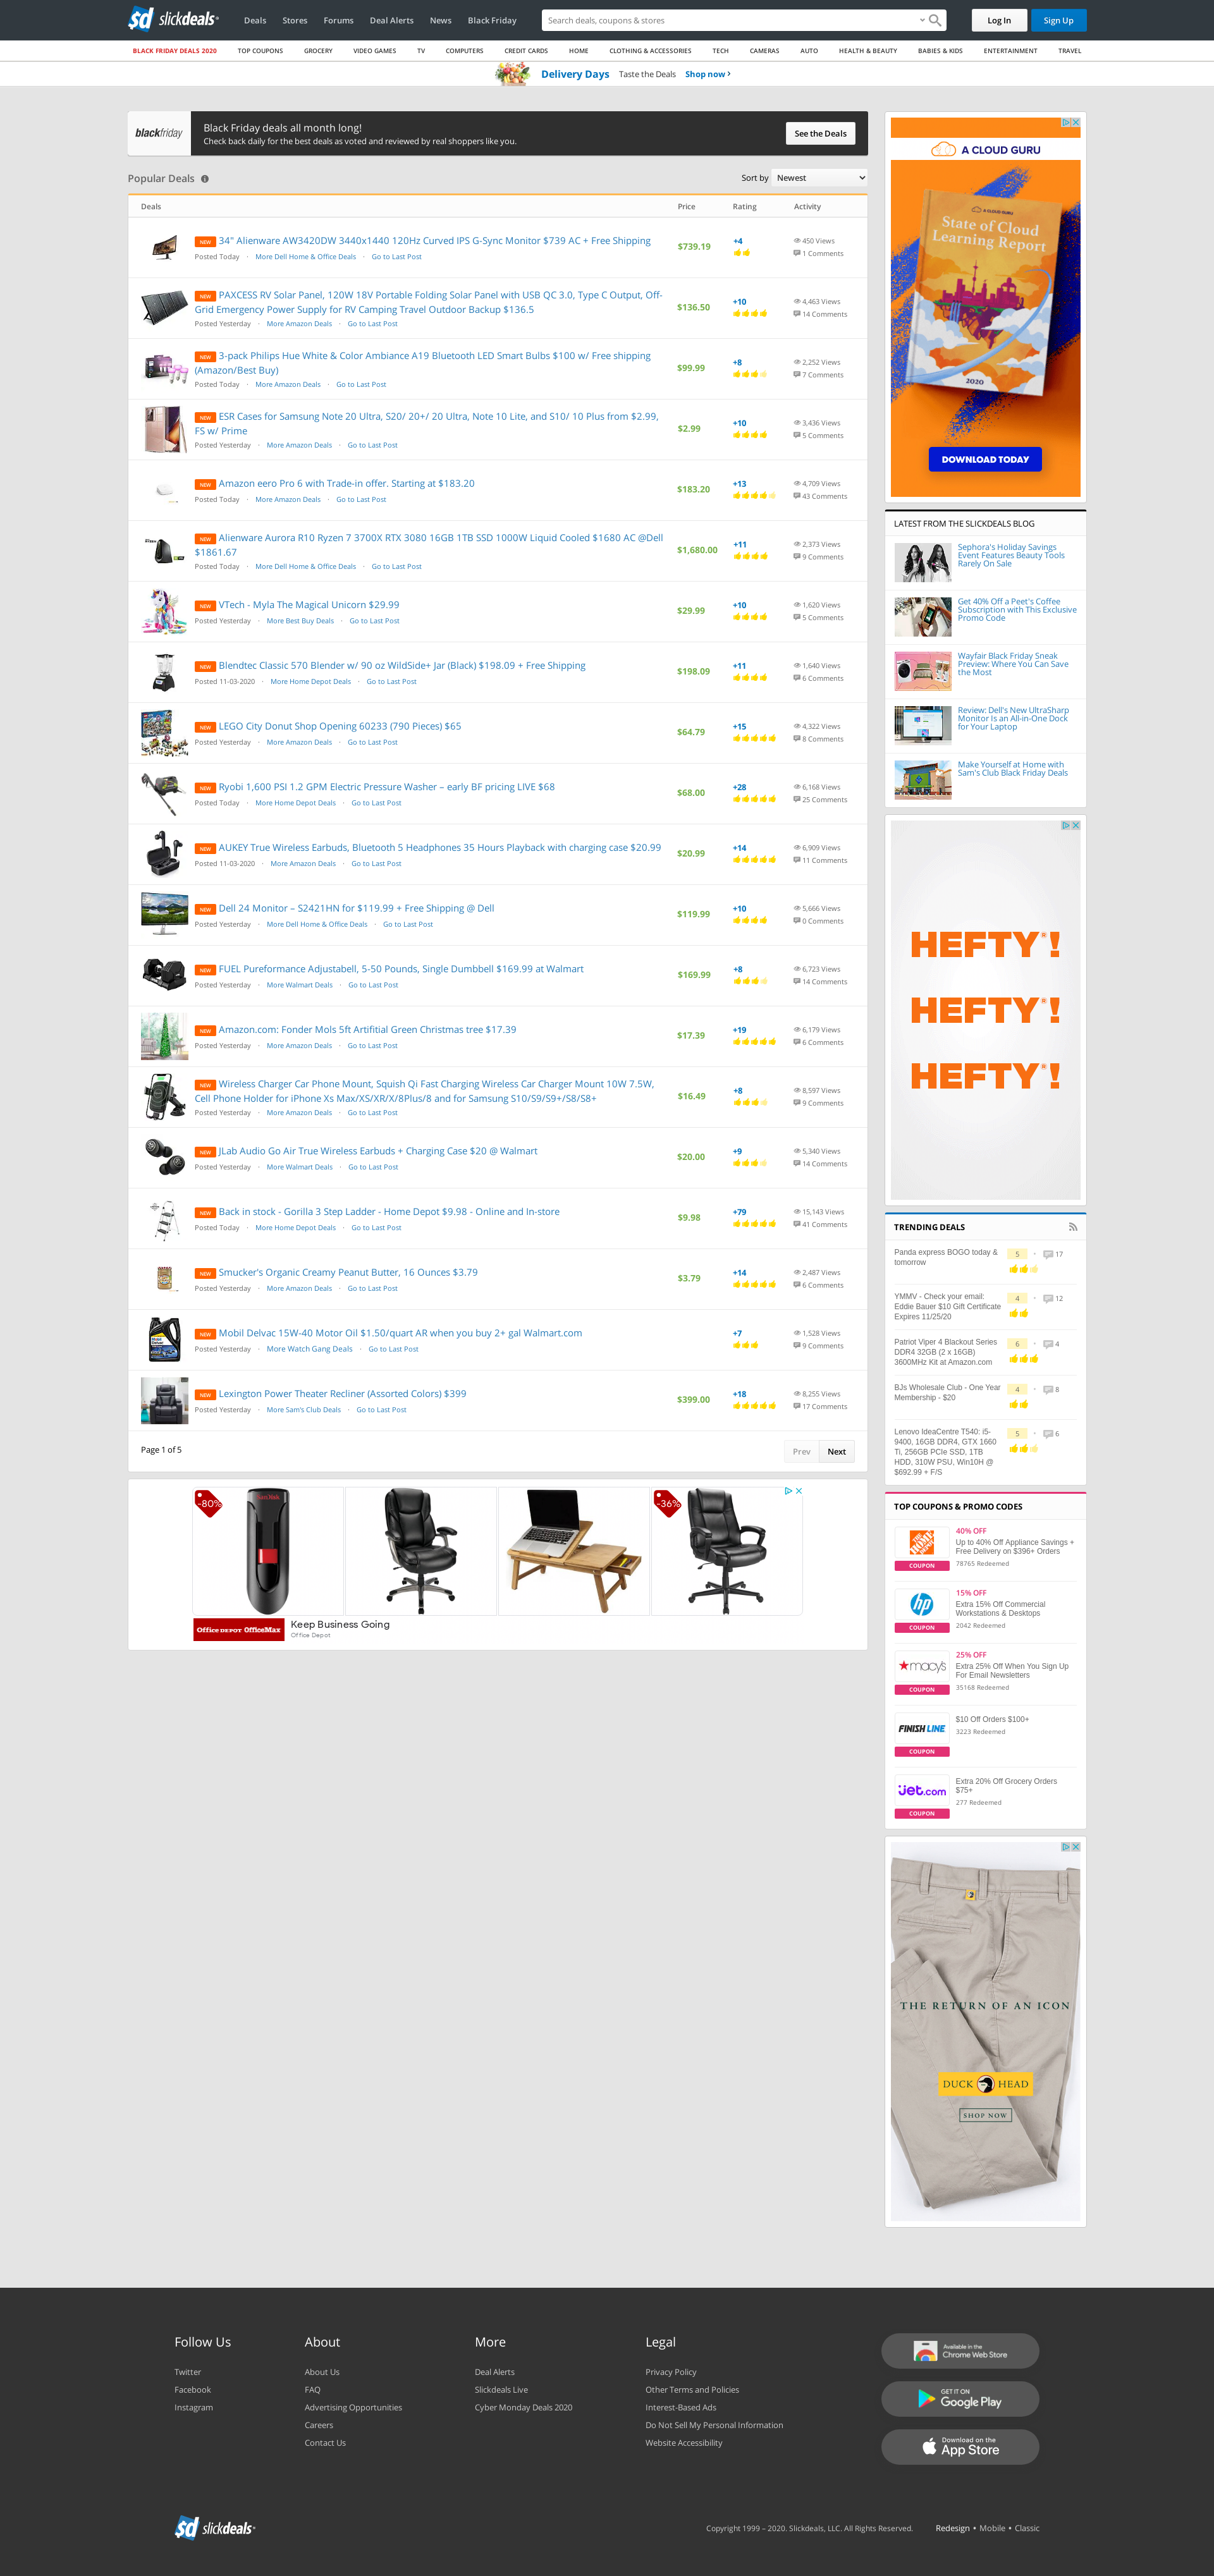 slickdeals
Deals Stores Forums Deal Alerts News Black Friday
Search deals, coupons & stores
Log In
Sign Up
BLACK FRIDAY DEALS 2020 TOP COUPONS GROCERY VIDEO GAMES TV COMPUTERS CREDIT CARDS HOME CLOTHING & ACCESSORIES TECH CAMERAS AUTO HEALTH & BEAUTY BABIES & KIDS ENTERTAINMENT TRAVEL
Delivery Days Taste the Deals Shop now ›
blackfriday
Black Friday deals all month long!
Check back daily for the best deals as voted and reviewed by real shoppers like you.
See the Deals
Popular Deals
Sort by Newest
Deals Price Rating Activity
NEW 34" Alienware AW3420DW 3440x1440 120Hz Curved IPS G-Sync Monitor $739 AC + Free Shipping
Posted Today · More Dell Home & Office Deals · Go to Last Post
$739.19
+4
450 Views
1 Comments
NEW PAXCESS RV Solar Panel, 120W 18V Portable Folding Solar Panel with USB QC 3.0, Type C Output, Off-
Grid Emergency Power Supply for RV Camping Travel Outdoor Backup $136.5
Posted Yesterday · More Amazon Deals · Go to Last Post
$136.50
+10
4,463 Views
14 Comments
NEW 3-pack Philips Hue White & Color Ambiance A19 Bluetooth LED Smart Bulbs $100 w/ Free shipping
(Amazon/Best Buy)
Posted Today · More Amazon Deals · Go to Last Post
$99.99
+8
2,252 Views
7 Comments
NEW ESR Cases for Samsung Note 20 Ultra, S20/ 20+/ 20 Ultra, Note 10 Lite, and S10/ 10 Plus from $2.99,
FS w/ Prime
Posted Yesterday · More Amazon Deals · Go to Last Post
$2.99
+10
3,436 Views
5 Comments
NEW Amazon eero Pro 6 with Trade-in offer. Starting at $183.20
Posted Today · More Amazon Deals · Go to Last Post
$183.20
+13
4,709 Views
43 Comments
NEW Alienware Aurora R10 Ryzen 7 3700X RTX 3080 16GB 1TB SSD 1000W Liquid Cooled $1680 AC @Dell
$1861.67
Posted Today · More Dell Home & Office Deals · Go to Last Post
$1,680.00
+11
2,373 Views
9 Comments
NEW VTech - Myla The Magical Unicorn $29.99
Posted Yesterday · More Best Buy Deals · Go to Last Post
$29.99
+10
1,620 Views
5 Comments
NEW Blendtec Classic 570 Blender w/ 90 oz WildSide+ Jar (Black) $198.09 + Free Shipping
Posted 11-03-2020 · More Home Depot Deals · Go to Last Post
$198.09
+11
1,640 Views
6 Comments
NEW LEGO City Donut Shop Opening 60233 (790 Pieces) $65
Posted Yesterday · More Amazon Deals · Go to Last Post
$64.79
+15
4,322 Views
8 Comments
NEW Ryobi 1,600 PSI 1.2 GPM Electric Pressure Washer – early BF pricing LIVE $68
Posted Today · More Home Depot Deals · Go to Last Post
$68.00
+28
6,168 Views
25 Comments
NEW AUKEY True Wireless Earbuds, Bluetooth 5 Headphones 35 Hours Playback with charging case $20.99
Posted 11-03-2020 · More Amazon Deals · Go to Last Post
$20.99
+14
6,909 Views
11 Comments
NEW Dell 24 Monitor – S2421HN for $119.99 + Free Shipping @ Dell
Posted Yesterday · More Dell Home & Office Deals · Go to Last Post
$119.99
+10
5,666 Views
0 Comments
NEW FUEL Pureformance Adjustabell, 5-50 Pounds, Single Dumbbell $169.99 at Walmart
Posted Yesterday · More Walmart Deals · Go to Last Post
$169.99
+8
6,723 Views
14 Comments
NEW Amazon.com: Fonder Mols 5ft Artifitial Green Christmas tree $17.39
Posted Yesterday · More Amazon Deals · Go to Last Post
$17.39
+19
6,179 Views
6 Comments
NEW Wireless Charger Car Phone Mount, Squish Qi Fast Charging Wireless Car Charger Mount 10W 7.5W,
Cell Phone Holder for iPhone Xs Max/XS/XR/X/8Plus/8 and for Samsung S10/S9/S9+/S8/S8+
Posted Yesterday · More Amazon Deals · Go to Last Post
$16.49
+8
8,597 Views
9 Comments
NEW JLab Audio Go Air True Wireless Earbuds + Charging Case $20 @ Walmart
Posted Yesterday · More Walmart Deals · Go to Last Post
$20.00
+9
5,340 Views
14 Comments
NEW Back in stock - Gorilla 3 Step Ladder - Home Depot $9.98 - Online and In-store
Posted Today · More Home Depot Deals · Go to Last Post
$9.98
+79
15,143 Views
41 Comments
NEW Smucker's Organic Creamy Peanut Butter, 16 Ounces $3.79
Posted Yesterday · More Amazon Deals · Go to Last Post
$3.79
+14
2,487 Views
6 Comments
NEW Mobil Delvac 15W-40 Motor Oil $1.50/quart AR when you buy 2+ gal Walmart.com
Posted Yesterday · More Watch Gang Deals · Go to Last Post
+7
1,528 Views
9 Comments
NEW Lexington Power Theater Recliner (Assorted Colors) $399
Posted Yesterday · More Sam's Club Deals · Go to Last Post
$399.00
+18
8,255 Views
17 Comments
Page 1 of 5
Prev Next
-80%
-36%
Office DEPOT OfficeMax
Keep Business Going
Office Depot
A CLOUD GURU
A CLOUD GURU
State of Cloud
Learning Report
2020
DOWNLOAD TODAY
LATEST FROM THE SLICKDEALS BLOG
Sephora's Holiday Savings
Event Features Beauty Tools
Rarely On Sale
Get 40% Off a Peet's Coffee
Subscription with This Exclusive
Promo Code
Wayfair Black Friday Sneak
Preview: Where You Can Save
the Most
Review: Dell's New UltraSharp
Monitor Is an All-in-One Dock
for Your Laptop
Make Yourself at Home with
Sam's Club Black Friday Deals
HEFTY!
HEFTY!
HEFTY!
TRENDING DEALS
Panda express BOGO today &
tomorrow
5 · 17
YMMV - Check your email:
Eddie Bauer $10 Gift Certificate
Expires 11/25/20
4 · 12
Patriot Viper 4 Blackout Series
DDR4 32GB (2 x 16GB)
3600MHz Kit at Amazon.com
6 · 4
BJs Wholesale Club - One Year
Membership - $20
4 · 8
Lenovo IdeaCentre T540: i5-
9400, 16GB DDR4, GTX 1660
Ti, 256GB PCIe SSD, 1TB
HDD, 310W PSU, Win10H @
$692.99 + F/S
5 · 6
TOP COUPONS & PROMO CODES
COUPON
40% OFF
Up to 40% Off Appliance Savings +
Free Delivery on $396+ Orders
78765 Redeemed
hp
COUPON
15% OFF
Extra 15% Off Commercial
Workstations & Desktops
2042 Redeemed
macy's
COUPON
25% OFF
Extra 25% Off When You Sign Up
For Email Newsletters
35168 Redeemed
FINISH LINE
COUPON
$10 Off Orders $100+
3223 Redeemed
Jet.com
COUPON
Extra 20% Off Grocery Orders
$75+
277 Redeemed
THE RETURN OF AN ICON
DUCK HEAD
SHOP NOW
Follow Us
Twitter
Facebook
Instagram
About
About Us
FAQ
Advertising Opportunities
Careers
Contact Us
More
Deal Alerts
Slickdeals Live
Cyber Monday Deals 2020
Legal
Privacy Policy
Other Terms and Policies
Interest-Based Ads
Do Not Sell My Personal Information
Website Accessibility
Available in the
Chrome Web Store
GET IT ON
Google Play
Download on the
App Store
slickdeals
Copyright 1999 – 2020. Slickdeals, LLC. All Rights Reserved.
Redesign • Mobile • Classic